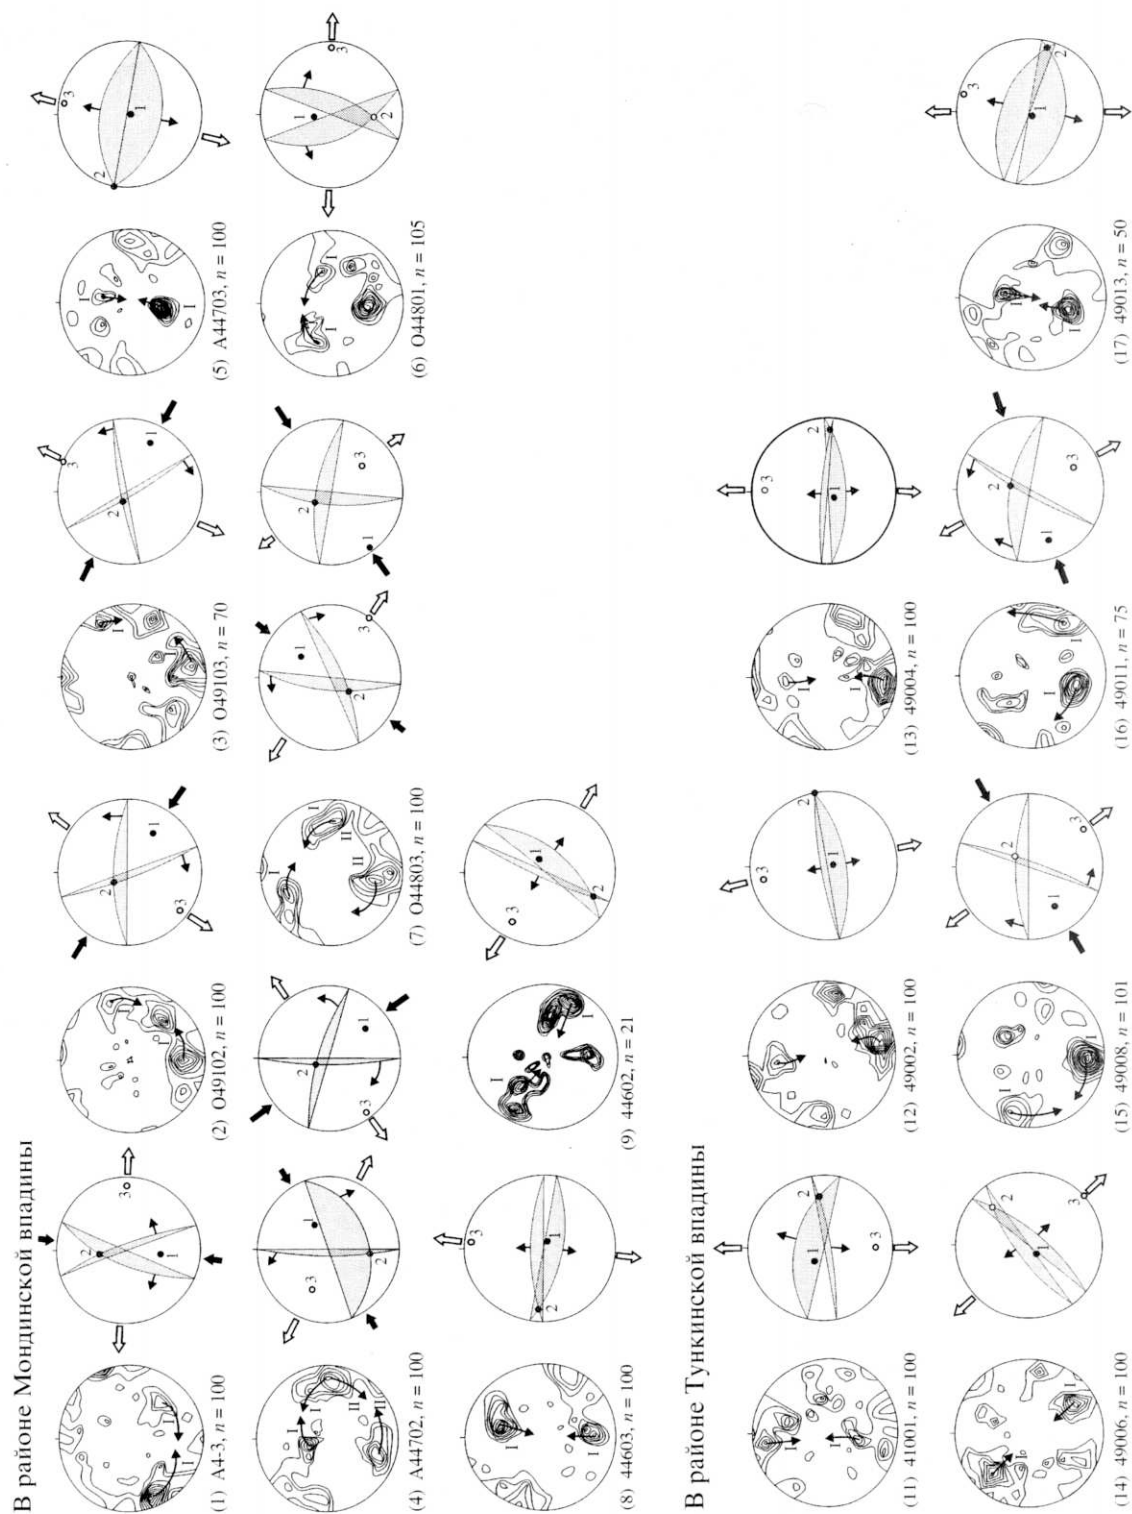 В районе Мондинской впадины
(1) А4-3, n = 100
(2) О49102, n = 100
(3) О49103, n = 70
(5) А44703, n = 100
(4) А44702, n = 100
(7) О44803, n = 100
(6) О44801, n = 105
(8) 44603, n = 100
(9) 44602, n = 21
В районе Тункинской впадины
(11) 41001, n = 100
(12) 49002, n = 100
(13) 49004, n = 100
(14) 49006, n = 100
(15) 49008, n = 101
(16) 49011, n = 75
(17) 49013, n = 50